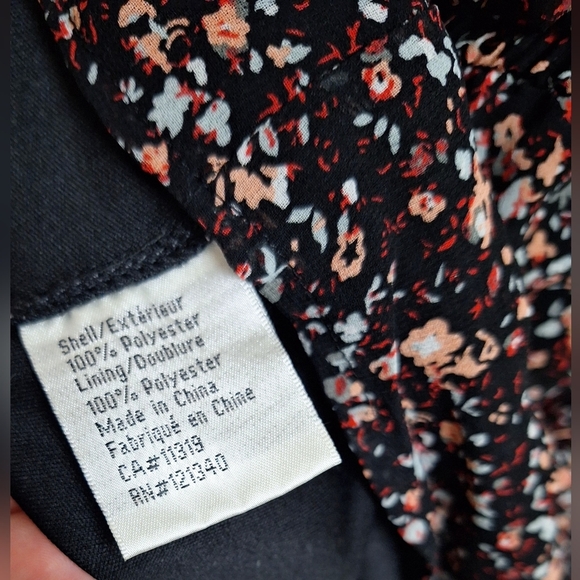 Shell/Extérieur
100% Polyester
Lining/Doublure
100% Polyester
Made in China
Fabriqué en Chine
CA#11319
RN#121340